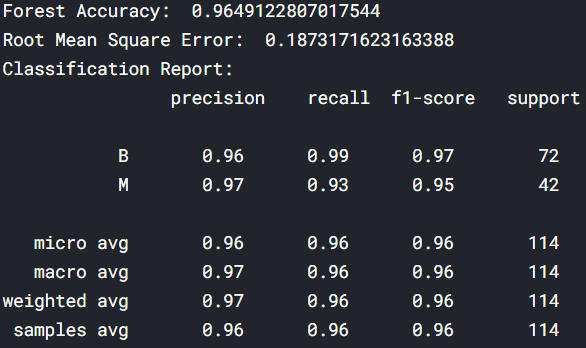 Forest Accuracy:  0.9649122807017544
Root Mean Square Error:  0.1873171623163388
Classification Report:
precision    recall  f1-score   support
B       0.96      0.99      0.97        72
M       0.97      0.93      0.95        42
micro avg       0.96      0.96      0.96       114
macro avg       0.97      0.96      0.96       114
weighted avg       0.97      0.96      0.96       114
samples avg       0.96      0.96      0.96       114